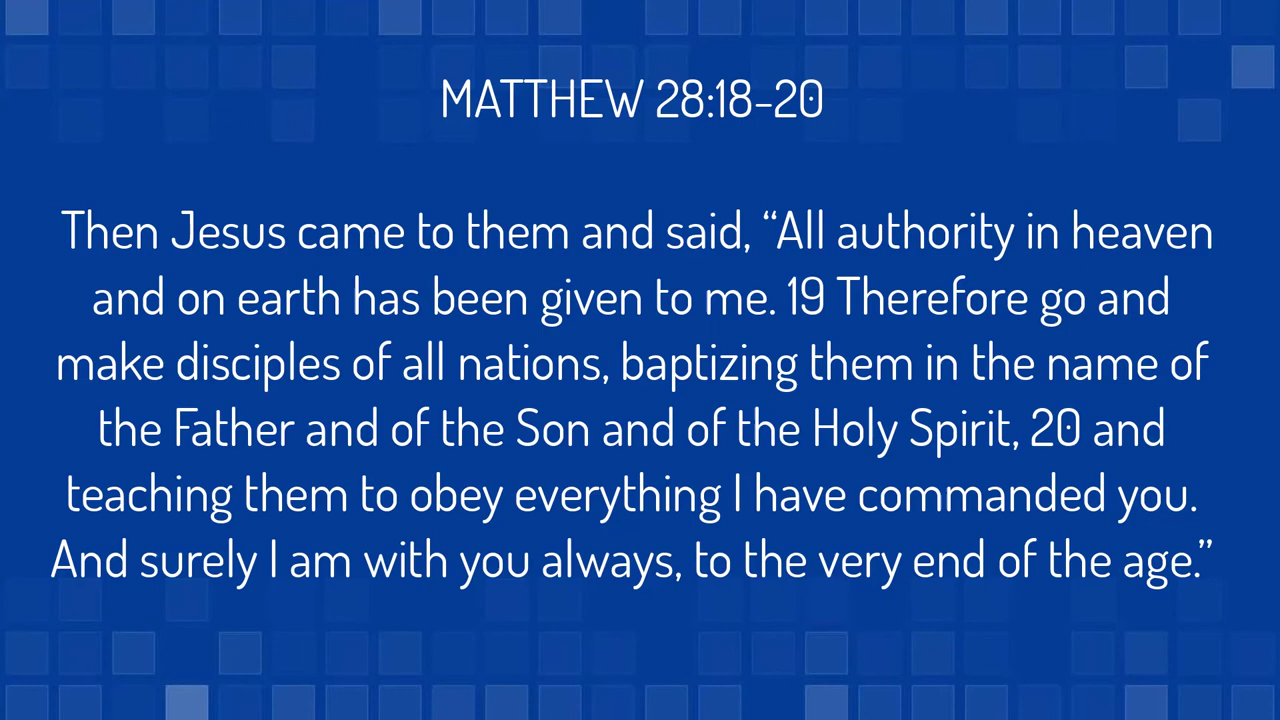 MATTHEW 28:18-20
Then Jesus came to them and said, “All authority in heaven
and on earth has been given to me. 19 Therefore go and
make disciples of all nations, baptizing them in the name of
the Father and of the Son and of the Holy Spirit, 20 and
teaching them to obey everything I have commanded you.
And surely I am with you always, to the very end of the age.”